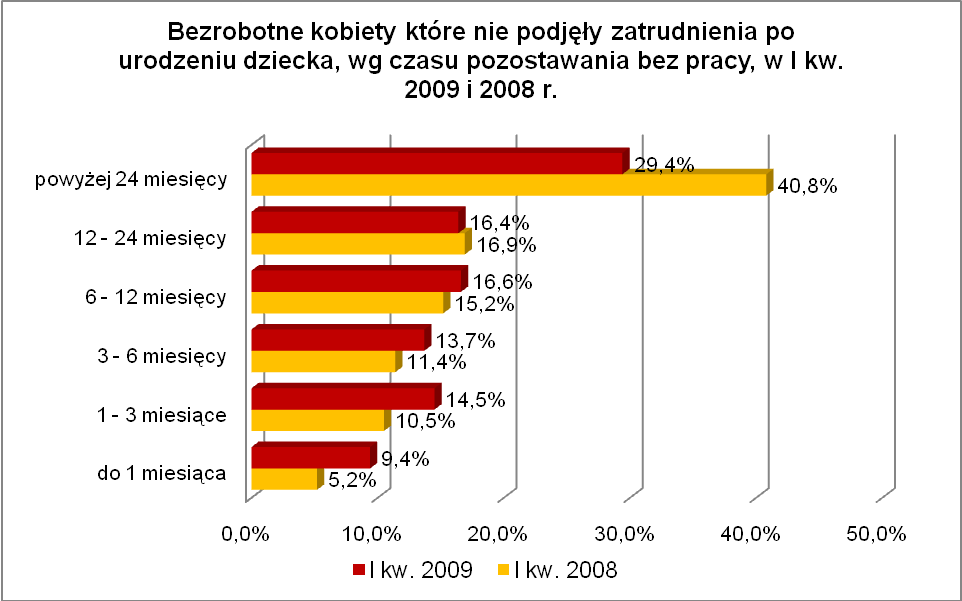 Bezrobotne kobiety które nie podjęły zatrudnienia po
urodzeniu dziecka, wg czasu pozostawania bez pracy, w I kw.
2009 i 2008 r.
powyżej 24 miesięcy
29,4%
40,8%
12 - 24 miesięcy
16,4%
16,9%
6 - 12 miesięcy
16,6%
15,2%
3 - 6 miesięcy
13,7%
11,4%
1 - 3 miesiące
14,5%
10,5%
do 1 miesiąca
9,4%
5,2%
0,0% 10,0% 20,0% 30,0% 40,0% 50,0%
I kw. 2009 I kw. 2008